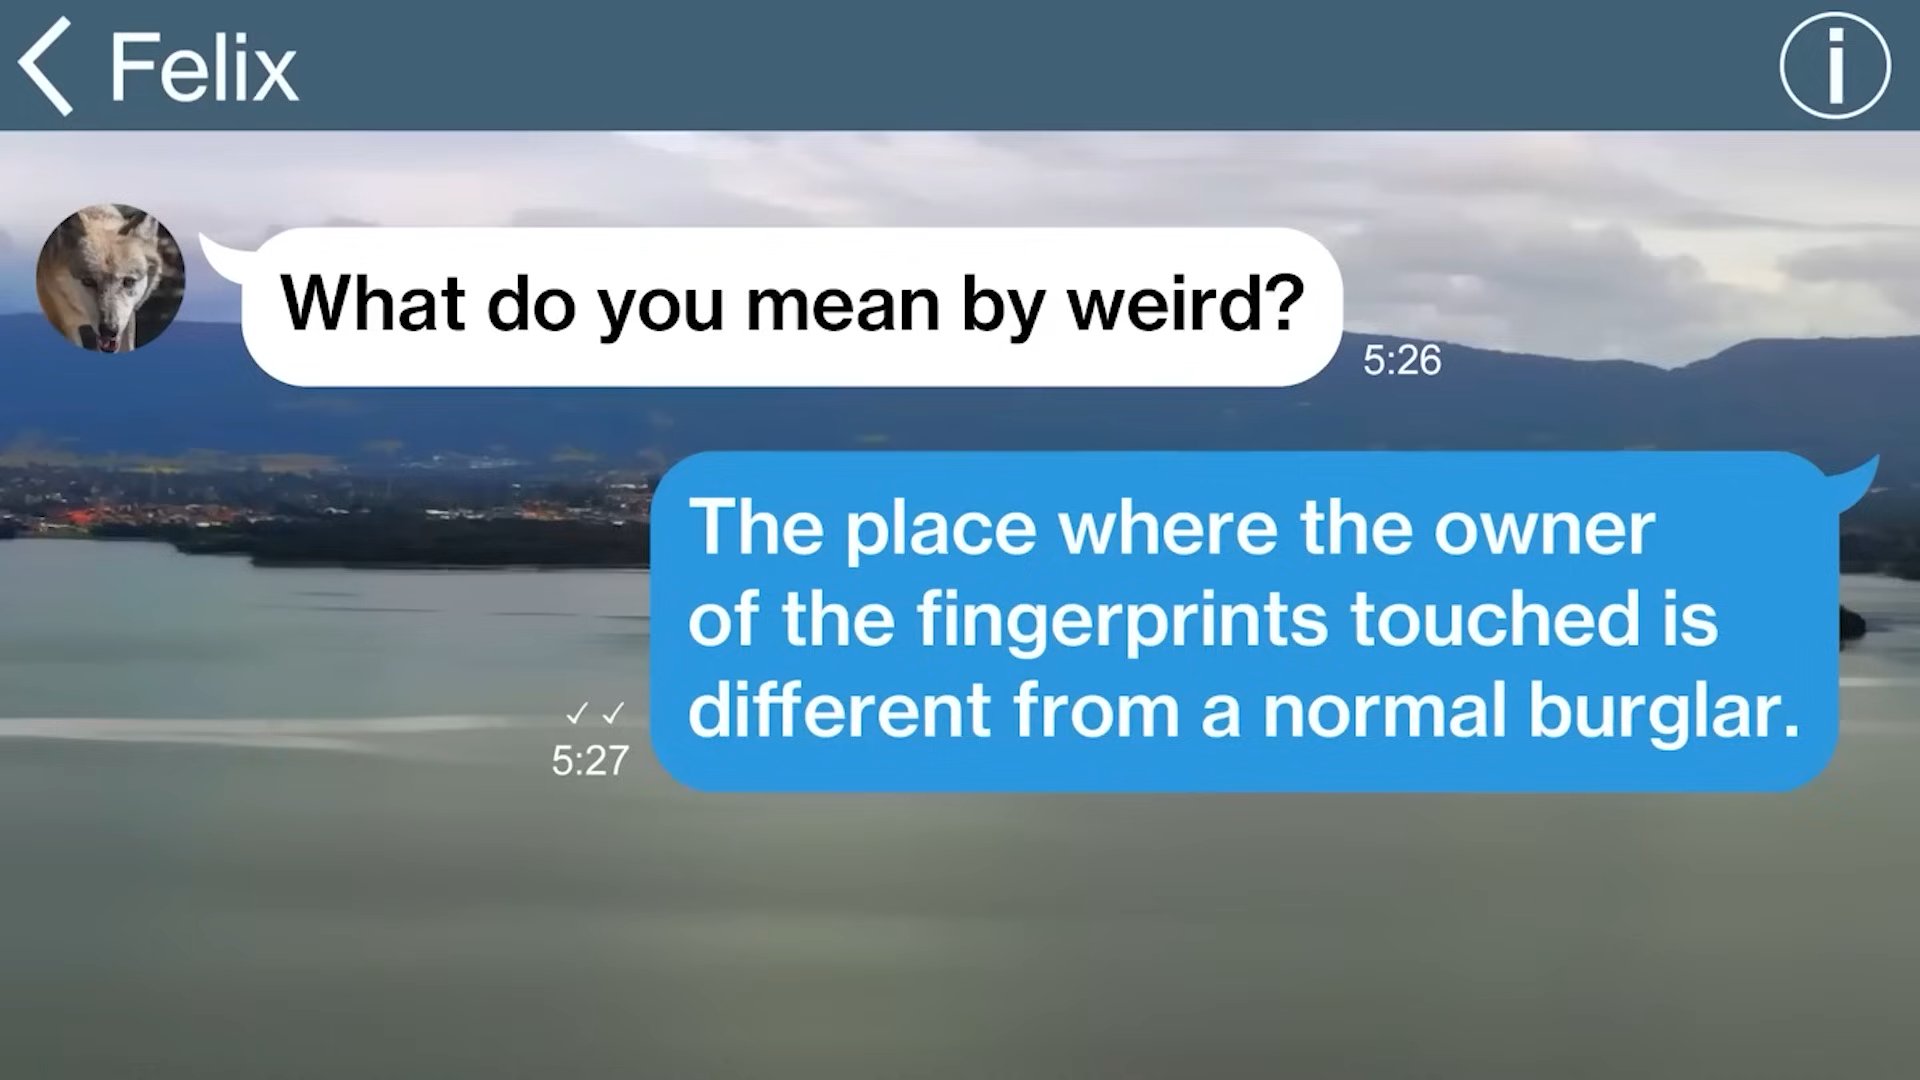 Felix
What do you mean by weird?
5:26
The place where the owner
of the fingerprints touched is
different from a normal burglar.
✓ ✓
5:27